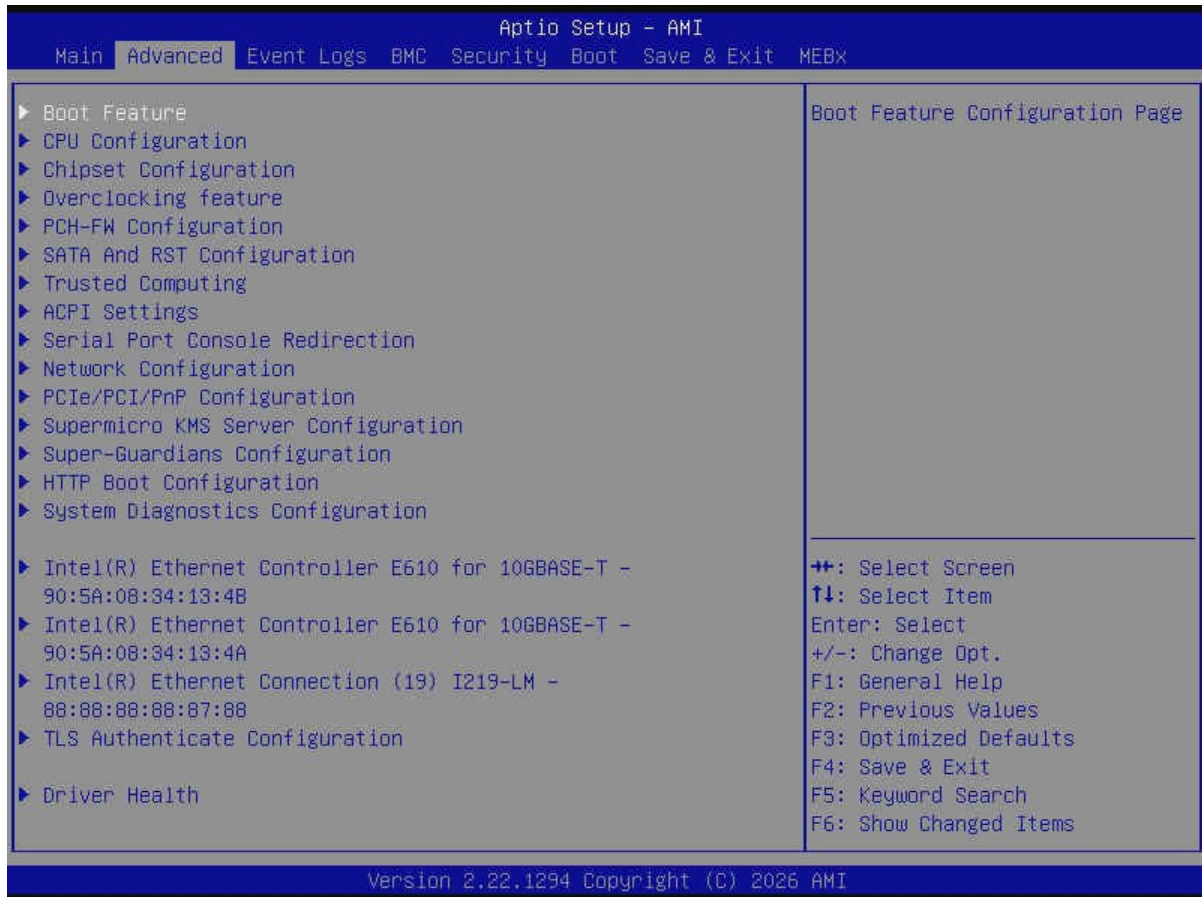 Aptio Setup – AMI
Main Advanced Event Logs BMC Security Boot Save & Exit MEBx
Boot Feature
CPU Configuration
Chipset Configuration
Overclocking feature
PCH-FW Configuration
SATA And RST Configuration
Trusted Computing
ACPI Settings
Serial Port Console Redirection
Network Configuration
PCIe/PCI/PnP Configuration
Supermicro KMS Server Configuration
Super-Guardians Configuration
HTTP Boot Configuration
System Diagnostics Configuration
Intel(R) Ethernet Controller E610 for 10GBASE-T –
90:5A:08:34:13:4B
Intel(R) Ethernet Controller E610 for 10GBASE-T –
90:5A:08:34:13:4A
Intel(R) Ethernet Connection (19) I219-LM –
88:88:88:88:87:88
TLS Authenticate Configuration
Driver Health
Boot Feature Configuration Page
→←: Select Screen
↑↓: Select Item
Enter: Select
+/-: Change Opt.
F1: General Help
F2: Previous Values
F3: Optimized Defaults
F4: Save & Exit
F5: Keyword Search
F6: Show Changed Items
Version 2.22.1294 Copyright (C) 2026 AMI